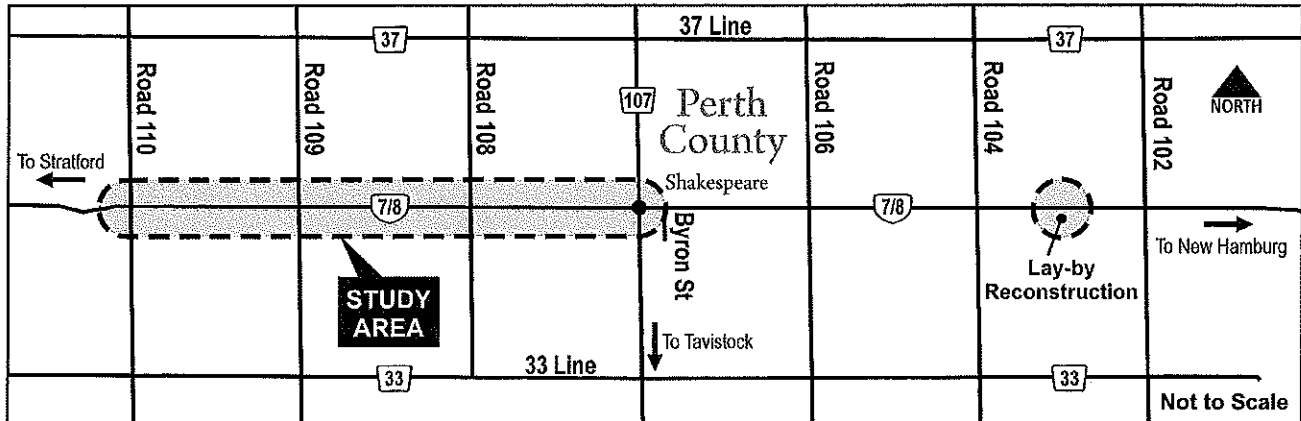 37 Line
37
37
Road 110
Road 109
Road 108
107
Perth
County
Road 106
Road 104
Road 102
NORTH
To Stratford
Shakespeare
7/8
7/8
Byron St
To New Hamburg
Lay-by
Reconstruction
STUDY
AREA
To Tavistock
33 Line
33
33
Not to Scale